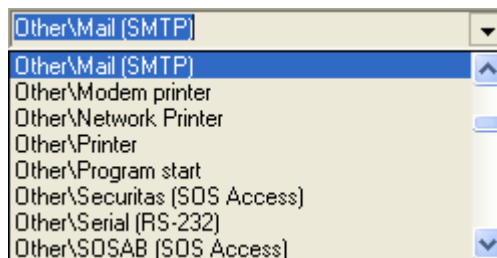 Other\Mail (SMTP)
Other\Mail (SMTP)
Other\Modem printer
Other\Network Printer
Other\Printer
Other\Program start
Other\Securitas (SOS Access)
Other\Serial (RS-232)
Other\SOSAB (SOS Access)